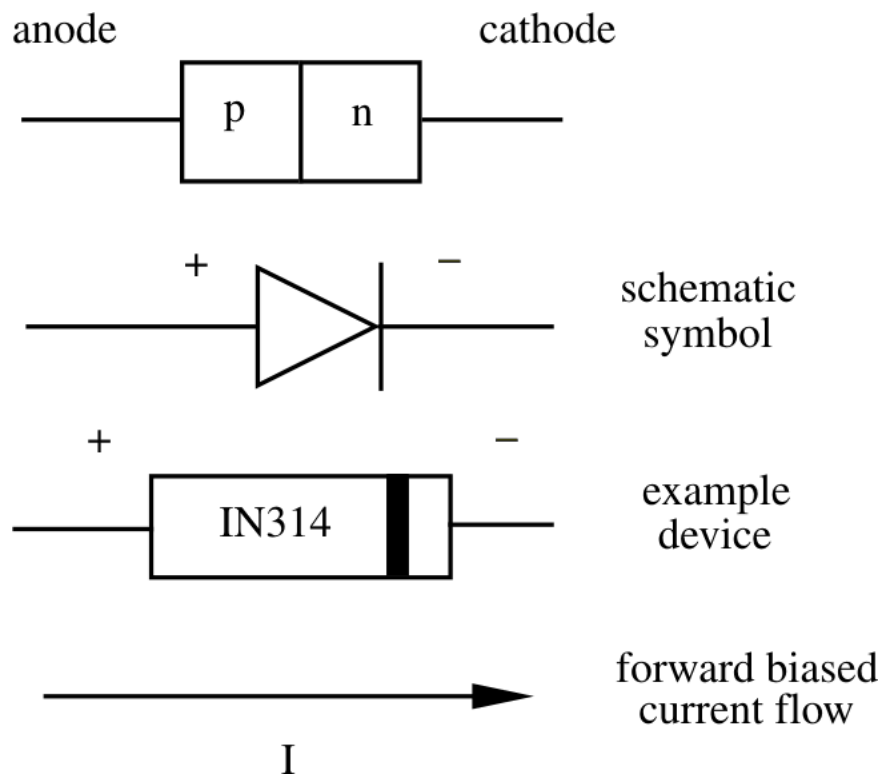 anode
cathode
p
n
+
−
schematic
symbol
+
−
IN314
example
device
forward biased
current flow
I